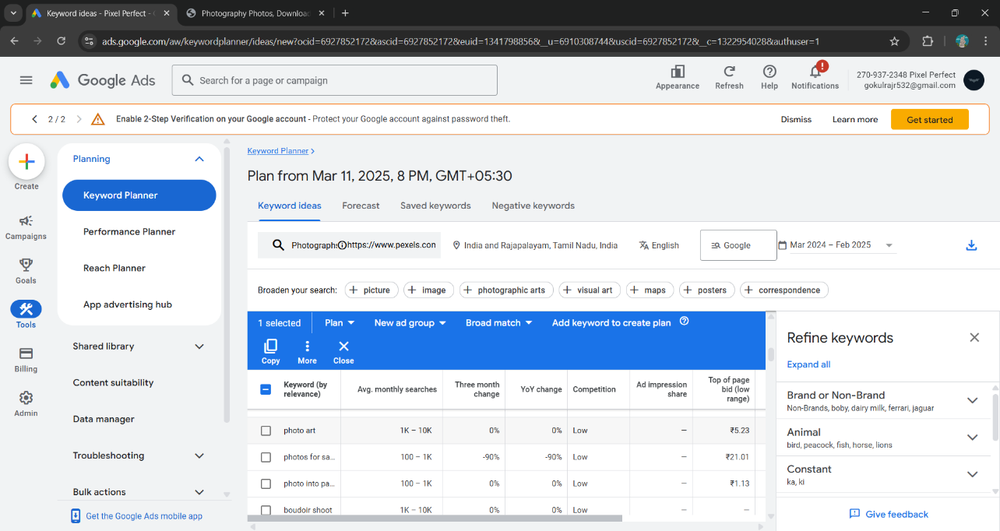 Keyword ideas - Pixel Perfect - G
Photography Photos, Download
ads.google.com/aw/keywordplanner/ideas/new?ocid=6927852172&ascid=6927852172&euid=1341798856&__u=6910308744&uscid=6927852172&__c=1322954028&authuser=1
Google Ads
Search for a page or campaign
Appearance
Refresh
Help
Notifications
270-937-2348 Pixel Perfect
gokulrajr532@gmail.com
2 / 2
Enable 2-Step Verification on your Google account - Protect your Google account against password theft.
Dismiss
Learn more
Get started
Create
Campaigns
Goals
Tools
Billing
Admin
Planning
Keyword Planner
Performance Planner
Reach Planner
App advertising hub
Shared library
Content suitability
Data manager
Troubleshooting
Bulk actions
Get the Google Ads mobile app
Keyword Planner
Plan from Mar 11, 2025, 8 PM, GMT+05:30
Keyword ideas Forecast Saved keywords Negative keywords
Photographs https://www.pexels.com
India and Rajapalayam, Tamil Nadu, India
English
Google
Mar 2024 – Feb 2025
Broaden your search: + picture + image + photographic arts + visual art + maps + posters + correspondence
1 selected Plan New ad group Broad match Add keyword to create plan
Copy More Close
Keyword (by relevance) Avg. monthly searches Three month change YoY change Competition Ad impression share Top of page bid (low range)
photo art 1K – 10K 0% 0% Low — ₹5.23
photos for sa... 100 – 1K -90% -90% Low — ₹21.01
photo into pa... 100 – 1K 0% 0% Low — ₹1.13
boudoir shoot 1K – 10K 0% 0% Low — —
Refine keywords
Expand all
Brand or Non-Brand
Non-Brands, boby, dairy milk, ferrari, jaguar
Animal
bird, peacock, fish, horse, lions
Constant
ka, ki
Give feedback